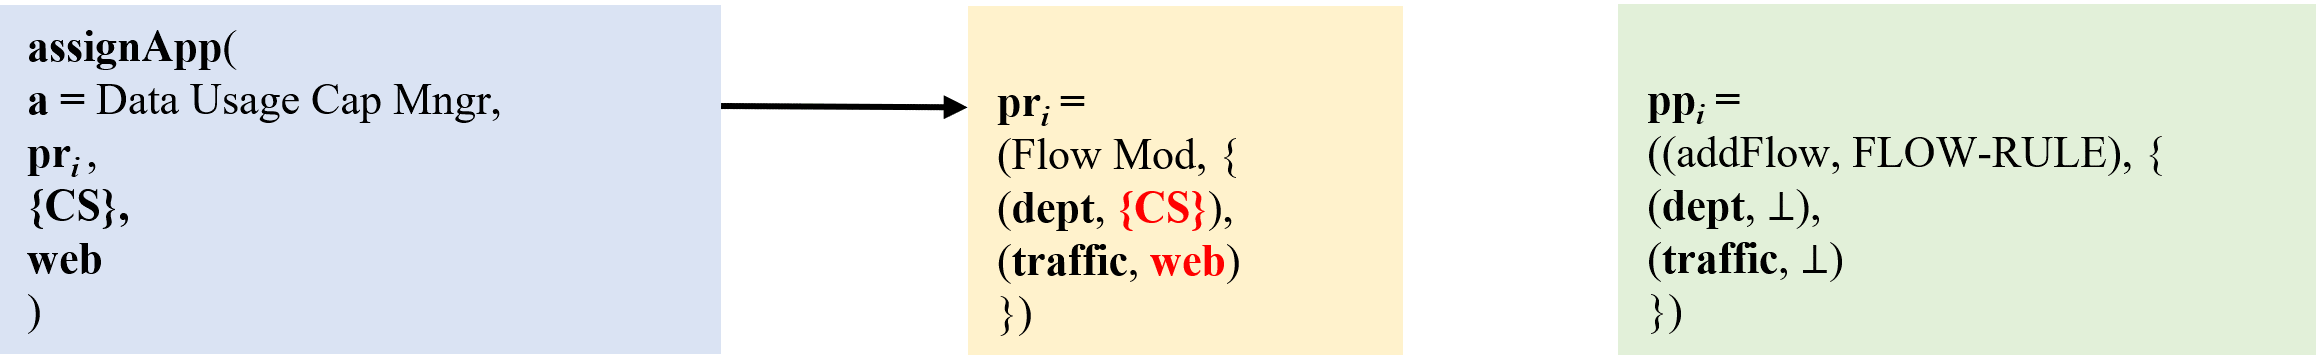 assignApp(
a = Data Usage Cap Mngr,
prᵢ ,
{CS},
web
)
prᵢ =
(Flow Mod, {
(dept, {CS}),
(traffic, web)
})
ppᵢ =
((addFlow, FLOW-RULE), {
(dept, ⊥),
(traffic, ⊥)
})